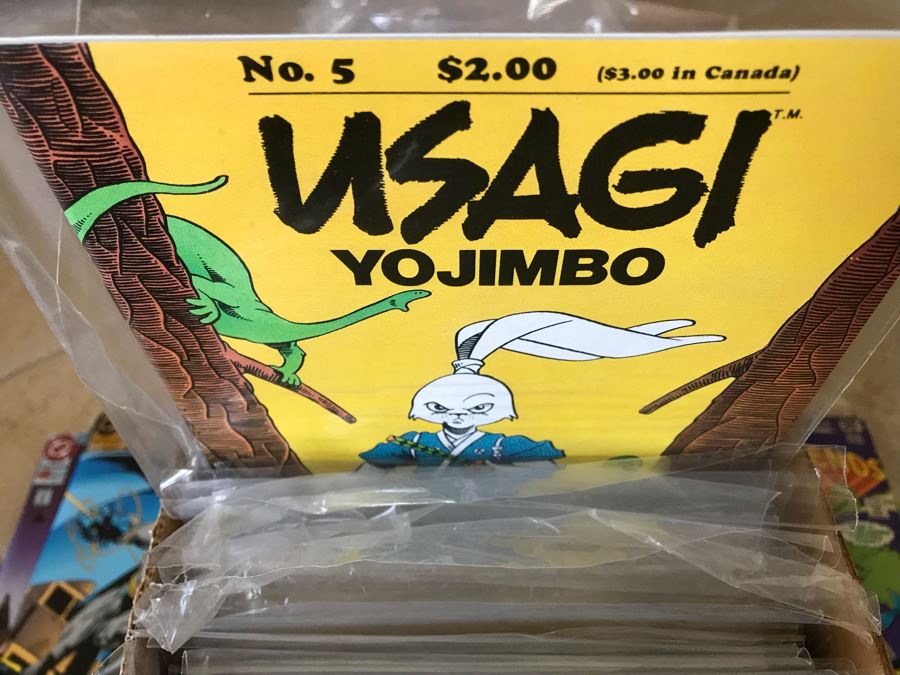 No. 5 $2.00 ($3.00 in Canada)
USAGI T.M.
YOJIMBO